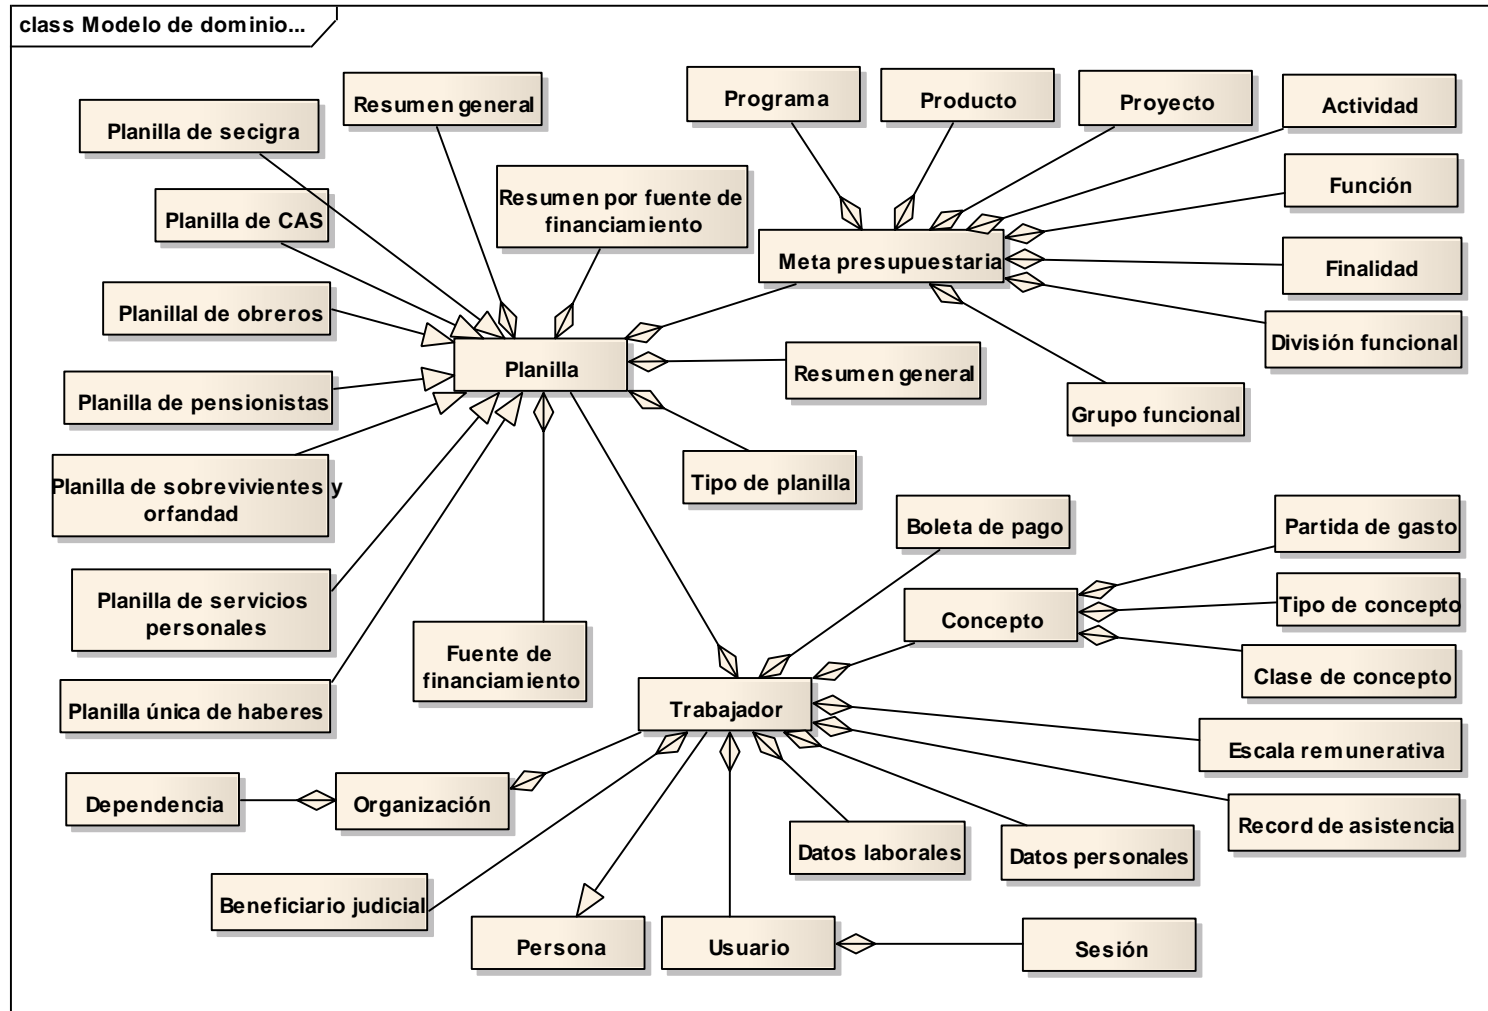 class Modelo de dominio...
Resumen general
Programa
Producto
Proyecto
Actividad
Planilla de secigra
Función
Resumen por fuente de
financiamiento
Planilla de CAS
Meta presupuestaria
Finalidad
Planillal de obreros
División funcional
Planilla
Resumen general
Planilla de pensionistas
Grupo funcional
Tipo de planilla
Planilla de sobrevivientes y
orfandad
Boleta de pago
Partida de gasto
Planilla de servicios
personales
Concepto
Tipo de concepto
Fuente de
financiamiento
Clase de concepto
Planilla única de haberes
Trabajador
Escala remunerativa
Dependencia
Organización
Record de asistencia
Datos laborales
Datos personales
Beneficiario judicial
Persona
Usuario
Sesión